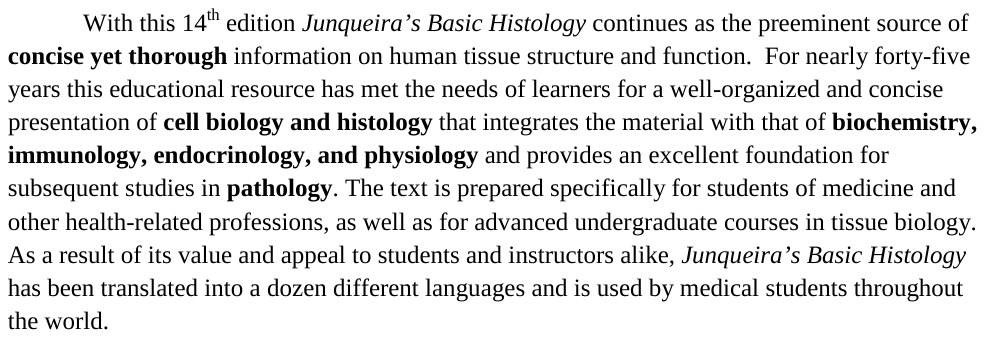 With this 14th edition Junqueira’s Basic Histology continues as the preeminent source of
concise yet thorough information on human tissue structure and function.  For nearly forty-five
years this educational resource has met the needs of learners for a well-organized and concise
presentation of cell biology and histology that integrates the material with that of biochemistry,
immunology, endocrinology, and physiology and provides an excellent foundation for
subsequent studies in pathology. The text is prepared specifically for students of medicine and
other health-related professions, as well as for advanced undergraduate courses in tissue biology.
As a result of its value and appeal to students and instructors alike, Junqueira’s Basic Histology
has been translated into a dozen different languages and is used by medical students throughout
the world.